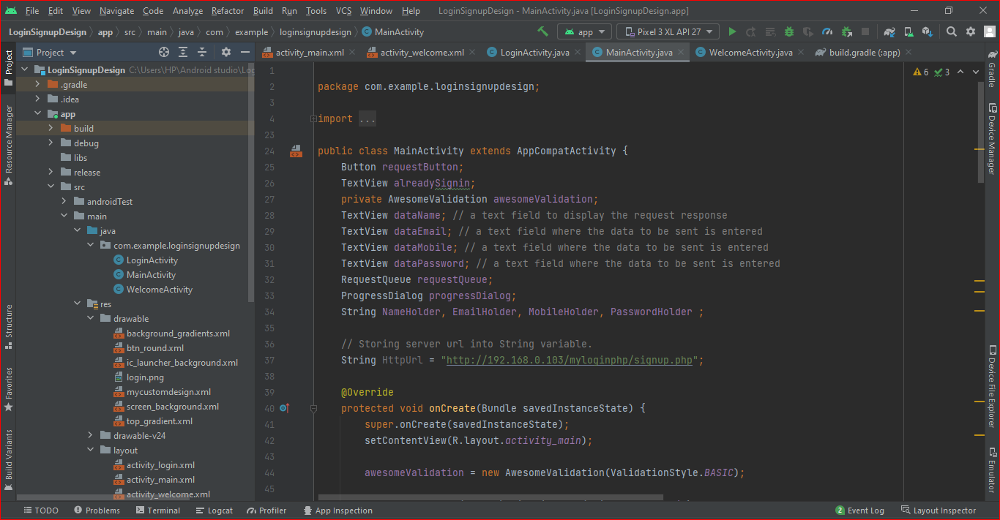 File Edit View Navigate Code Analyze Refactor Build Run Tools VCS Window Help LoginSignupDesign - MainActivity.java [LoginSignupDesign.app]
LoginSignupDesign app src main java com example loginsignupdesign MainActivity app Pixel 3 XL API 27
Project
activity_main.xml activity_welcome.xml LoginActivity.java MainActivity.java WelcomeActivity.java build.gradle (:app)
Project
Resource Manager
Structure
Favorites
Build Variants
LoginSignupDesign C:\Users\HP\Android studio\Log
.gradle
.idea
app
build
debug
libs
release
src
androidTest
main
java
com.example.loginsignupdesign
LoginActivity
MainActivity
WelcomeActivity
res
drawable
background_gradients.xml
btn_round.xml
ic_launcher_background.xml
login.png
mycustomdesign.xml
screen_background.xml
top_gradient.xml
drawable-v24
layout
activity_login.xml
activity_main.xml
activity_welcome.xml
6 3
1
2 package com.example.loginsignupdesign;
3
4 import ...
23
24 public class MainActivity extends AppCompatActivity {
25 Button requestButton;
26 TextView alreadySignin;
27 private AwesomeValidation awesomeValidation;
28 TextView dataName; // a text field to display the request response
29 TextView dataEmail; // a text field where the data to be sent is entered
30 TextView dataMobile; // a text field where the data to be sent is entered
31 TextView dataPassword; // a text field where the data to be sent is entered
32 RequestQueue requestQueue;
33 ProgressDialog progressDialog;
34 String NameHolder, EmailHolder, MobileHolder, PasswordHolder ;
35
36 // Storing server url into String variable.
37 String HttpUrl = "http://192.168.0.103/myloginphp/signup.php";
38
39 @Override
40 protected void onCreate(Bundle savedInstanceState) {
41 super.onCreate(savedInstanceState);
42 setContentView(R.layout.activity_main);
43
44 awesomeValidation = new AwesomeValidation(ValidationStyle.BASIC);
45
Gradle
Device Manager
Device File Explorer
Emulator
TODO Problems Terminal Logcat Profiler App Inspection 2 Event Log Layout Inspector